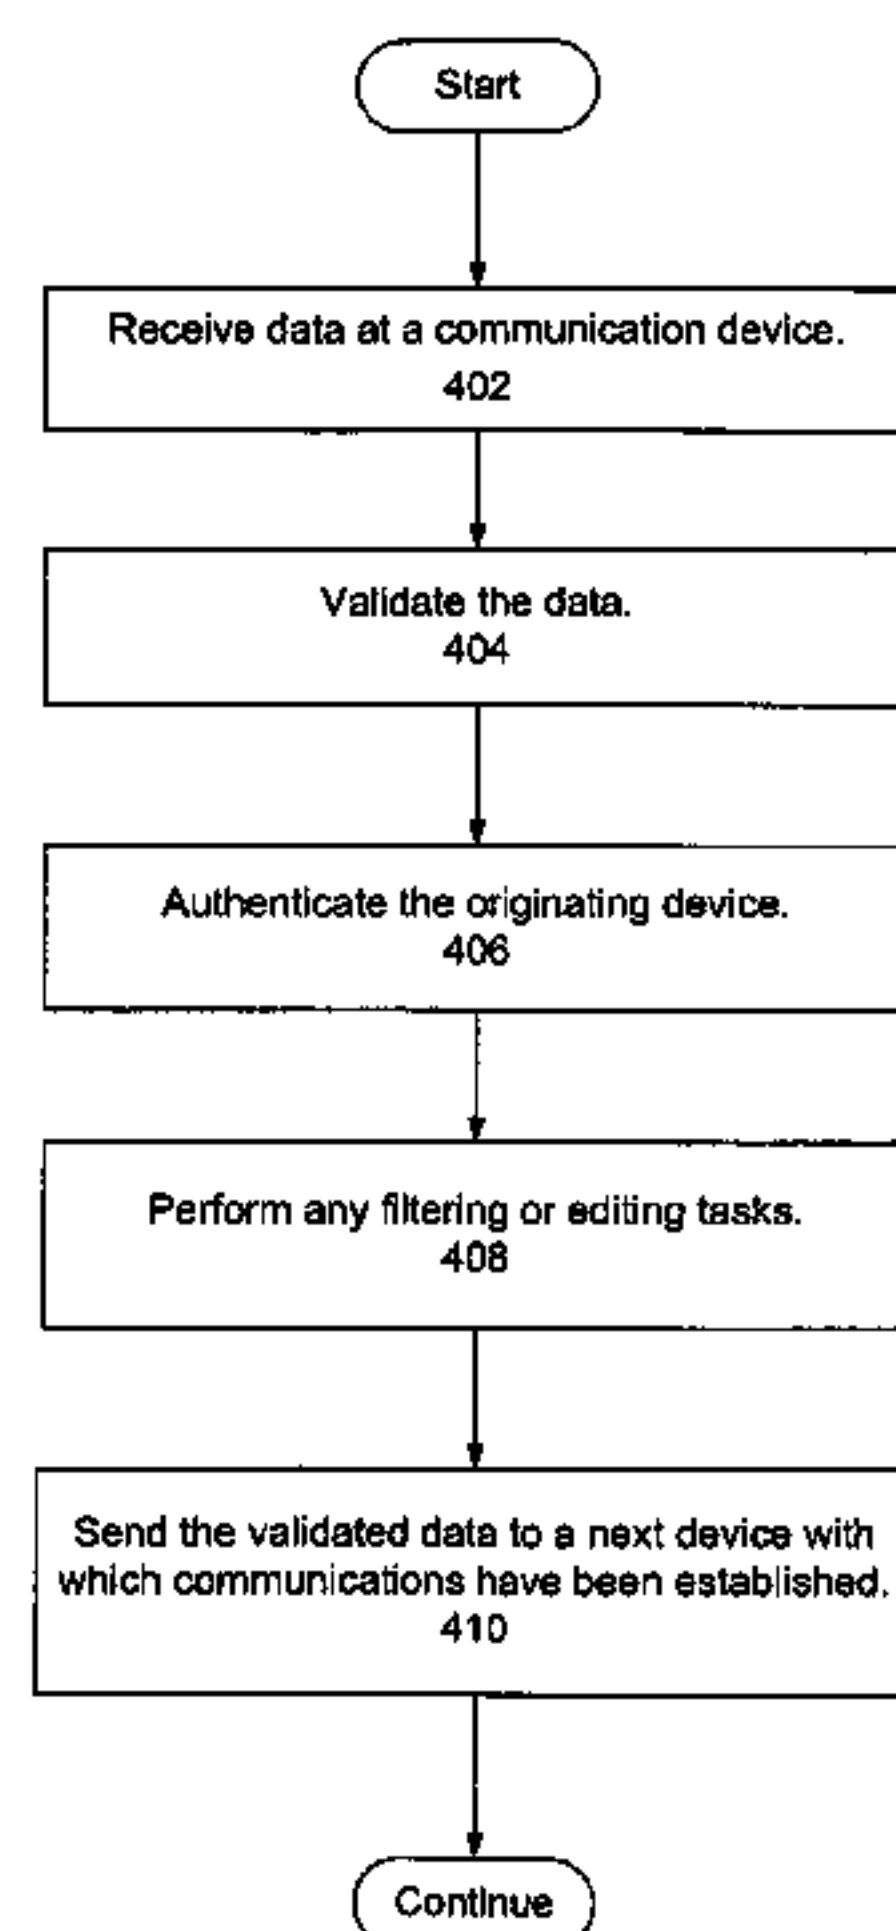 Start
Receive data at a communication device.
402
Validate the data.
404
Authenticate the originating device.
406
Perform any filtering or editing tasks.
408
Send the validated data to a next device with
which communications have been established.
410
Continue